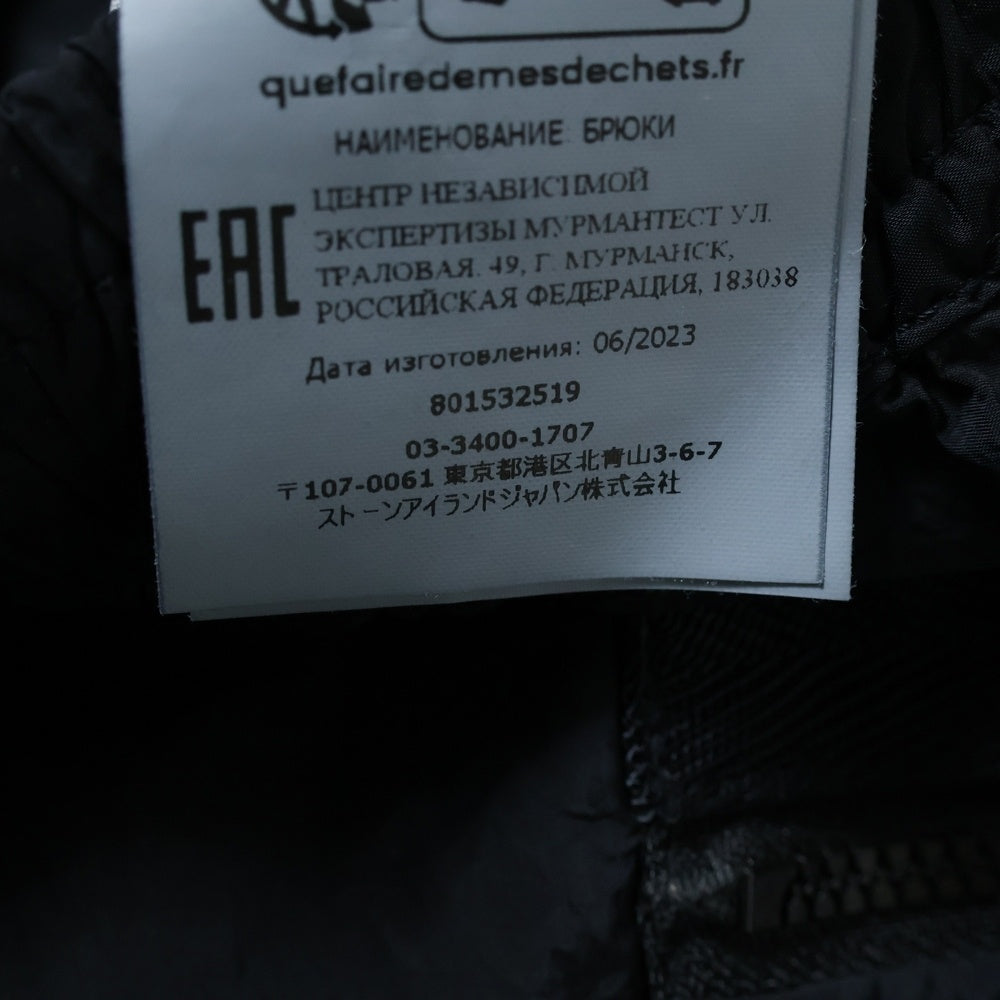 quefairedemesdechets.fr
НАИМЕНОВАНИЕ: БРЮКИ
EAC
ЦЕНТР НЕЗАВИСИМОЙ
ЭКСПЕРТИЗЫ МУРМАНТЕСТ УЛ.
ТРАЛОВАЯ. 49, Г. МУРМАНСК,
РОССИЙСКАЯ ФЕДЕРАЦИЯ, 183038
Дата изготовления: 06/2023
801532519
03-3400-1707
〒107-0061 東京都港区北青山3-6-7
ストーンアイランドジャパン株式会社